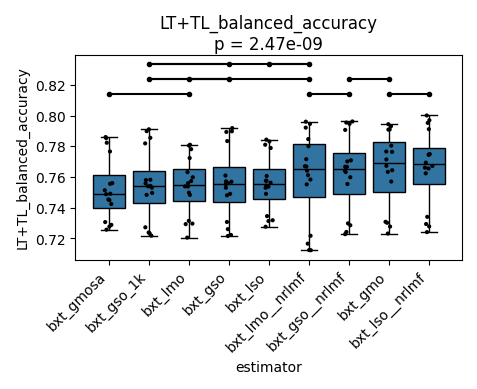 LT+TL_balanced_accuracy
p = 2.47e-09
LT+TL_balanced_accuracy
0.82
0.80
0.78
0.76
0.74
0.72
bxt_gmosa
bxt_gso_1k
bxt_lmo
bxt_gso
bxt_lso
bxt_lmo__nrlmf
bxt_gso__nrlmf
bxt_gmo
bxt_lso__nrlmf
estimator